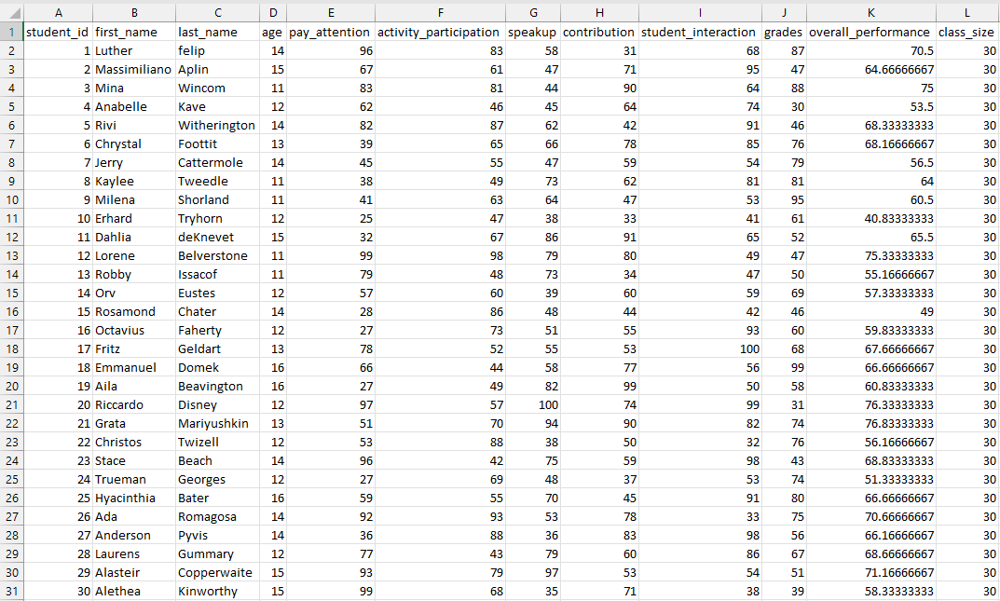 A B C D E F G H I J K L
1 student_id first_name last_name age pay_attention activity_participation speakup contribution student_interaction grades overall_performance class_size
2 1 Luther felip 14 96 83 58 31 68 87 70.5 30
3 2 Massimiliano Aplin 15 67 61 47 71 95 47 64.66666667 30
4 3 Mina Wincom 11 83 81 44 90 64 88 75 30
5 4 Anabelle Kave 12 62 46 45 64 74 30 53.5 30
6 5 Rivi Witherington 14 82 87 62 42 91 46 68.33333333 30
7 6 Chrystal Foottit 13 39 65 66 78 85 76 68.16666667 30
8 7 Jerry Cattermole 14 45 55 47 59 54 79 56.5 30
9 8 Kaylee Tweedle 11 38 49 73 62 81 81 64 30
10 9 Milena Shorland 11 41 63 64 47 53 95 60.5 30
11 10 Erhard Tryhorn 12 25 47 38 33 41 61 40.83333333 30
12 11 Dahlia deKnevet 15 32 67 86 91 65 52 65.5 30
13 12 Lorene Belverstone 11 99 98 79 80 49 47 75.33333333 30
14 13 Robby Issacof 11 79 48 73 34 47 50 55.16666667 30
15 14 Orv Eustes 12 57 60 39 60 59 69 57.33333333 30
16 15 Rosamond Chater 14 28 86 48 44 42 46 49 30
17 16 Octavius Faherty 12 27 73 51 55 93 60 59.83333333 30
18 17 Fritz Geldart 13 78 52 55 53 100 68 67.66666667 30
19 18 Emmanuel Domek 16 66 44 58 77 56 99 66.66666667 30
20 19 Aila Beavington 16 27 49 82 99 50 58 60.83333333 30
21 20 Riccardo Disney 12 97 57 100 74 99 31 76.33333333 30
22 21 Grata Mariyushkin 13 51 70 94 90 82 74 76.83333333 30
23 22 Christos Twizell 12 53 88 38 50 32 76 56.16666667 30
24 23 Stace Beach 14 96 42 75 59 98 43 68.83333333 30
25 24 Trueman Georges 12 27 69 48 37 53 74 51.33333333 30
26 25 Hyacinthia Bater 16 59 55 70 45 91 80 66.66666667 30
27 26 Ada Romagosa 14 92 93 53 78 33 75 70.66666667 30
28 27 Anderson Pyvis 14 36 88 36 83 98 56 66.16666667 30
29 28 Laurens Gummary 12 77 43 79 60 86 67 68.66666667 30
30 29 Alasteir Copperwaite 15 93 79 97 53 54 51 71.16666667 30
31 30 Alethea Kinworthy 15 99 68 35 71 38 39 58.33333333 30